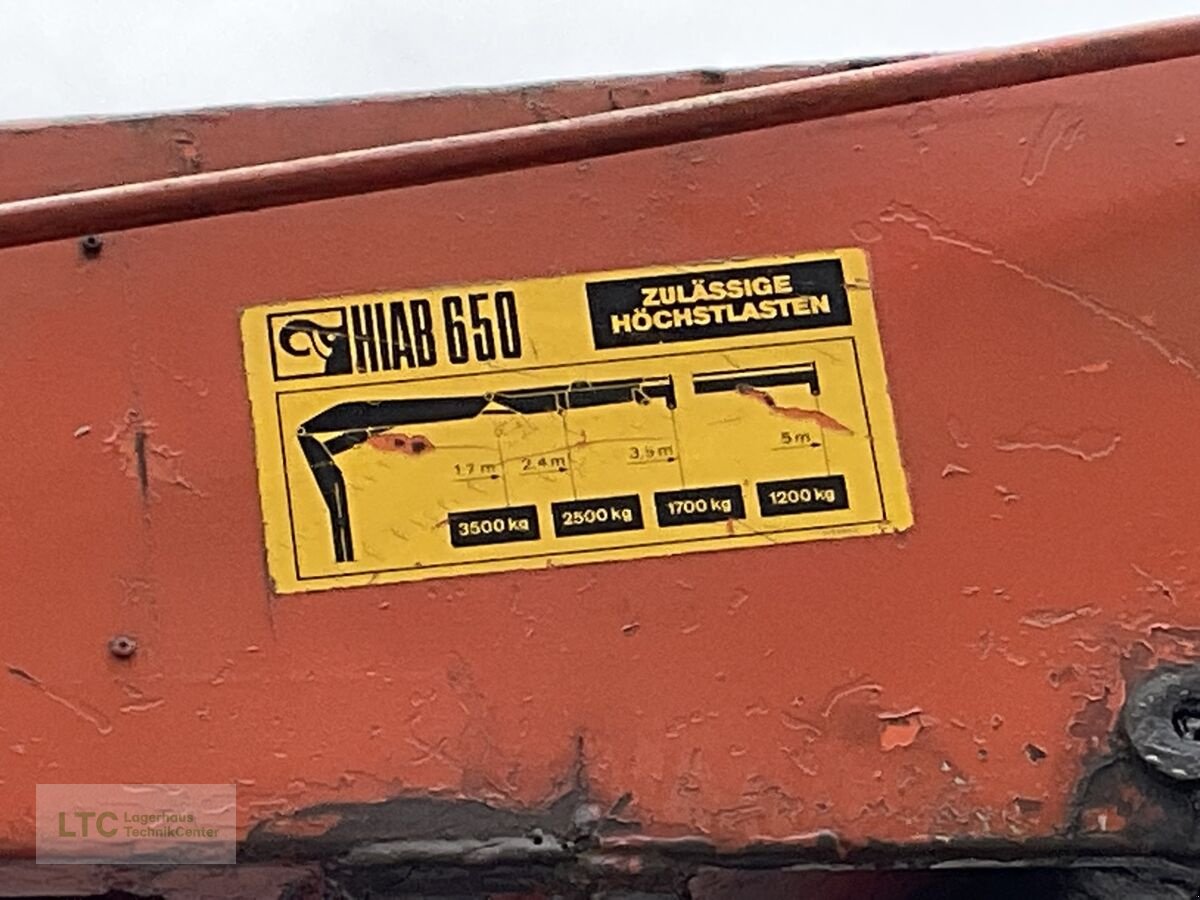 HIAB 650
ZULÄSSIGE
HÖCHSTLASTEN
1,7 m
2,4 m
3,5 m
5 m
3500 kg
2500 kg
1700 kg
1200 kg
LTC Lagerhaus
TechnikCenter